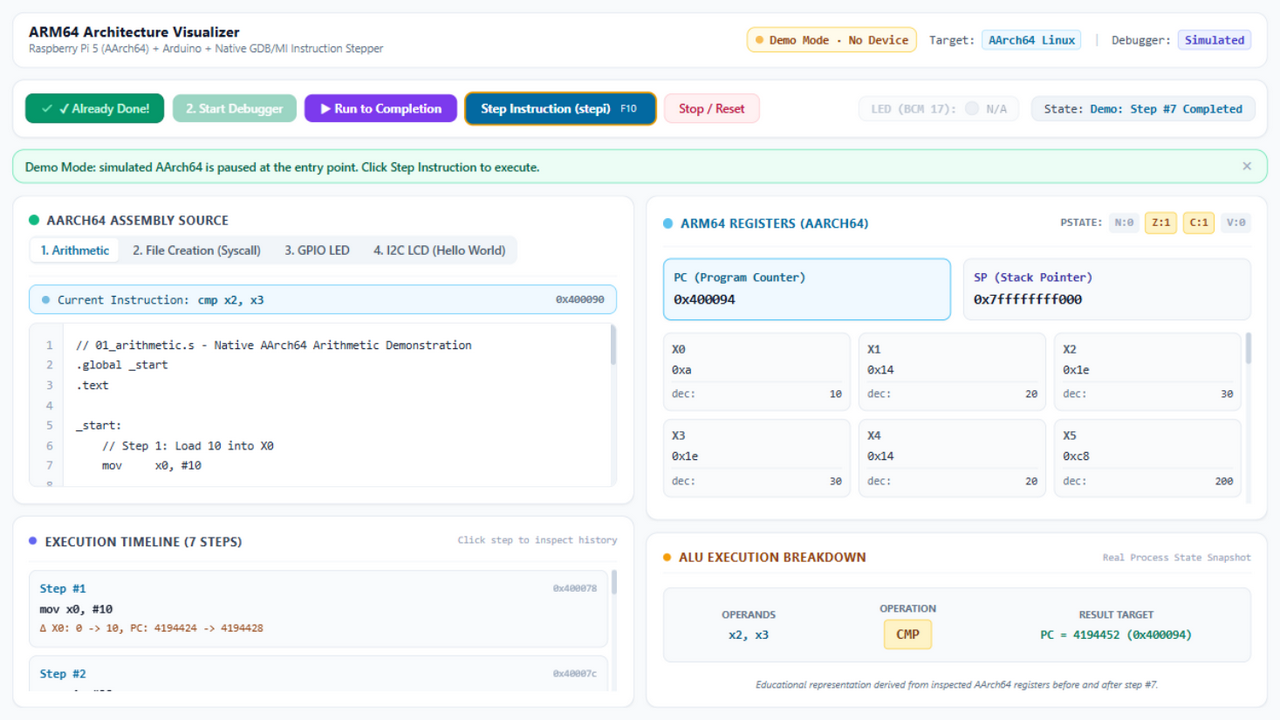 ARM64 Architecture Visualizer
Raspberry Pi 5 (AArch64) + Arduino + Native GDB/MI Instruction Stepper
Demo Mode · No Device
Target: AArch64 Linux | Debugger: Simulated
✓ ✓ Already Done!
2. Start Debugger
▶ Run to Completion
Step Instruction (stepi) F10
Stop / Reset
LED (BCM 17): N/A
State: Demo: Step #7 Completed
Demo Mode: simulated AArch64 is paused at the entry point. Click Step Instruction to execute. ×
AARCH64 ASSEMBLY SOURCE
1. Arithmetic 2. File Creation (Syscall) 3. GPIO LED 4. I2C LCD (Hello World)
Current Instruction: cmp x2, x3 0x400090
1 // 01_arithmetic.s - Native AArch64 Arithmetic Demonstration
2 .global _start
3 .text
4
5 _start:
6 // Step 1: Load 10 into X0
7 mov x0, #10
8
EXECUTION TIMELINE (7 STEPS) Click step to inspect history
Step #1 0x400078
mov x0, #10
Δ X0: 0 -> 10, PC: 4194424 -> 4194428
Step #2 0x40007c
ARM64 REGISTERS (AARCH64) PSTATE: N:0 Z:1 C:1 V:0
PC (Program Counter)
0x400094
SP (Stack Pointer)
0x7ffffffff000
X0
0xa
dec: 10
X1
0x14
dec: 20
X2
0x1e
dec: 30
X3
0x1e
dec: 30
X4
0x14
dec: 20
X5
0xc8
dec: 200
ALU EXECUTION BREAKDOWN Real Process State Snapshot
OPERANDS
x2, x3
OPERATION
CMP
RESULT TARGET
PC = 4194452 (0x400094)
Educational representation derived from inspected AArch64 registers before and after step #7.